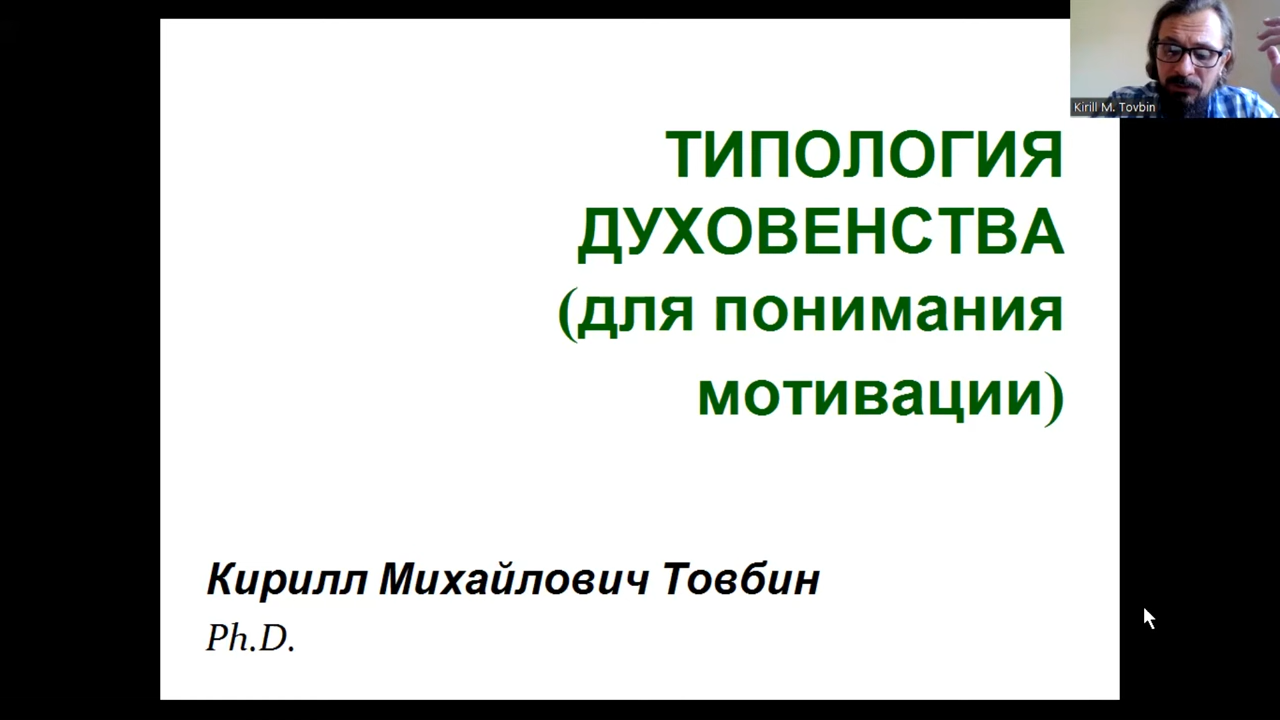 Kirill M. Tovbin
ТИПОЛОГИЯ
ДУХОВЕНСТВА
(для понимания
мотивации)
Кирилл Михайлович Товбин
Ph.D.